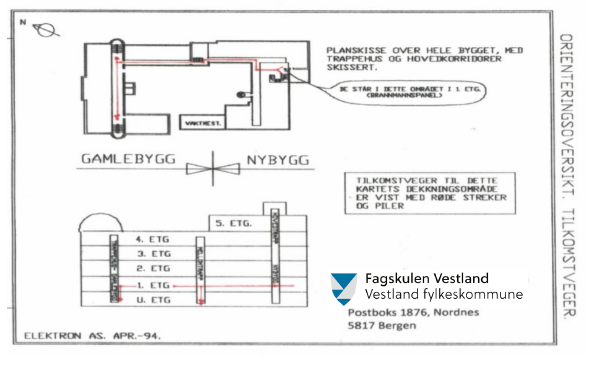 N
PLANSKISSE OVER HELE BYGGET, MED
TRAPPEHUS OG HOVEDKORRIDORER
SKISSERT.
DE STÅR I DETTE OMRÅDET I 1. ETG.
(BRANNMANNSPANEL)
VAKTMEST.
GAMLEBYGG
NYBYGG
TILKOMSTVEGER TIL DETTE
KARTETS DEKKNINGSOMRÅDE
ER VIST MED RØDE STREKER
OG PILER
5. ETG.
4. ETG
3. ETG
2. ETG
1. ETG
U. ETG
Fagskulen Vestland
Vestland fylkeskommune
Postboks 1876, Nordnes
5817 Bergen
ELEKTRON AS. APR.-94.
ORIENTERINGSOVERSIKT. TILKOMSTVEGER.